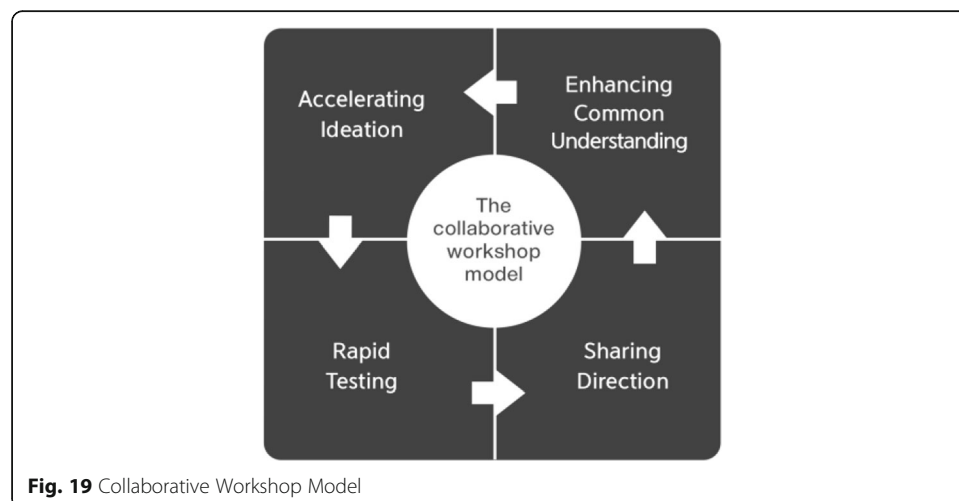 Accelerating
Ideation
Enhancing
Common
Understanding
The
collaborative
workshop
model
Rapid
Testing
Sharing
Direction
Fig. 19 Collaborative Workshop Model